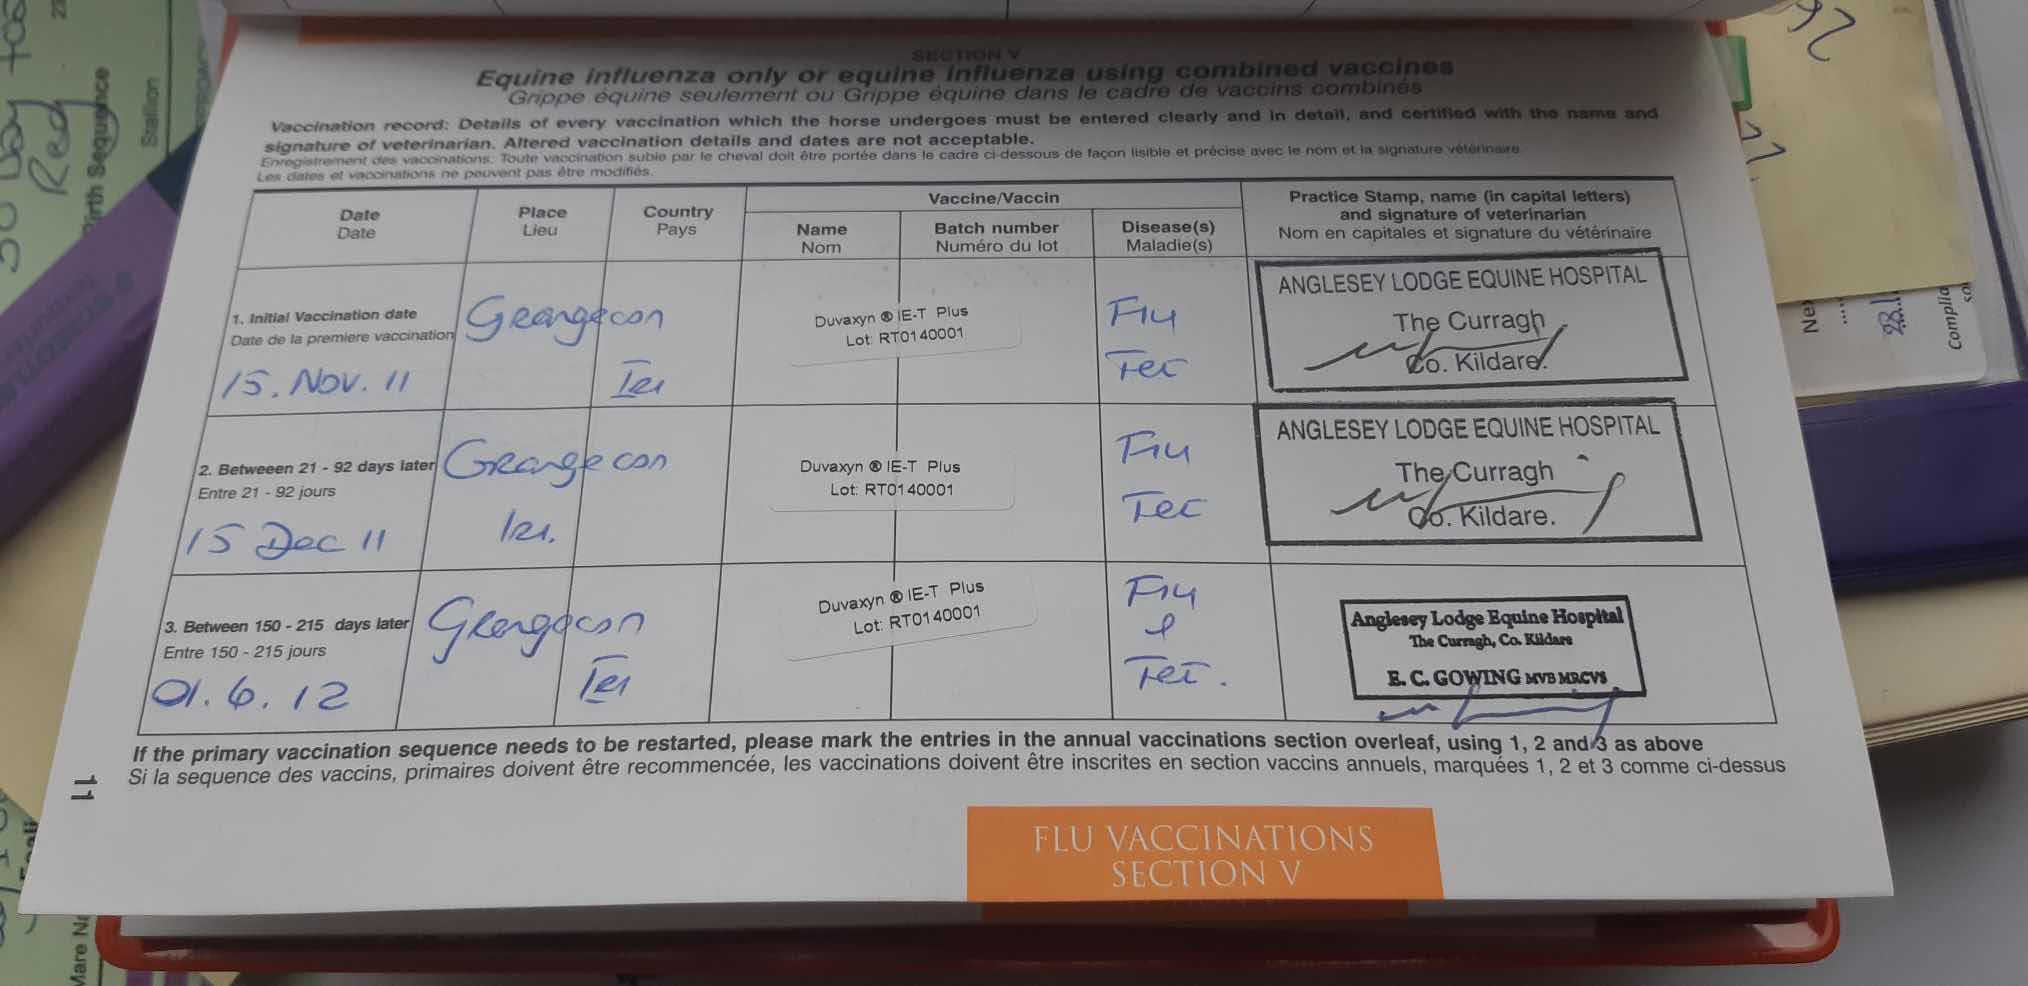 SECTION V
Equine influenza only or equine influenza using combined vaccines
Grippe équine seulement ou Grippe équine dans le cadre de vaccins combinés
Vaccination record: Details of every vaccination which the horse undergoes must be entered clearly and in detail, and certified with the name and
signature of veterinarian. Altered vaccination details and dates are not acceptable.
Enregistrement des vaccinations: Toute vaccination subie par le cheval doit être portée dans le cadre ci-dessous de façon lisible et précise avec le nom et la signature vétérinaire.
Les dates et vaccinations ne peuvent pas être modifiés.
Date
Date
Place
Lieu
Country
Pays
Vaccine/Vaccin
Name
Nom
Batch number
Numéro du lot
Disease(s)
Maladie(s)
Practice Stamp, name (in capital letters)
and signature of veterinarian
Nom en capitales et signature du vétérinaire
1. Initial Vaccination date
Date de la premiere vaccination
15. Nov. 11
Grangecon
Ire
Duvaxyn ® IE-T Plus
Lot: RT0140001
Flu
Tet
ANGLESEY LODGE EQUINE HOSPITAL
The Curragh
Co. Kildare.
2. Betweeen 21 - 92 days later
Entre 21 - 92 jours
15 Dec 11
Grangecon
Ire.
Duvaxyn ® IE-T Plus
Lot: RT0140001
Flu
Tet
ANGLESEY LODGE EQUINE HOSPITAL
The Curragh
Co. Kildare.
3. Between 150 - 215 days later
Entre 150 - 215 jours
01. 6. 12
Grangecon
Ire
Duvaxyn ® IE-T Plus
Lot: RT0140001
Flu
&
Tet.
Anglesey Lodge Equine Hospital
The Curragh, Co. Kildare
E. C. GOWING MVB MRCVS
If the primary vaccination sequence needs to be restarted, please mark the entries in the annual vaccinations section overleaf, using 1, 2 and 3 as above
Si la sequence des vaccins, primaires doivent être recommencée, les vaccinations doivent être inscrites en section vaccins annuels, marquées 1, 2 et 3 comme ci-dessus
11
FLU VACCINATIONS
SECTION V
Birth Sequence
Stallion
Red